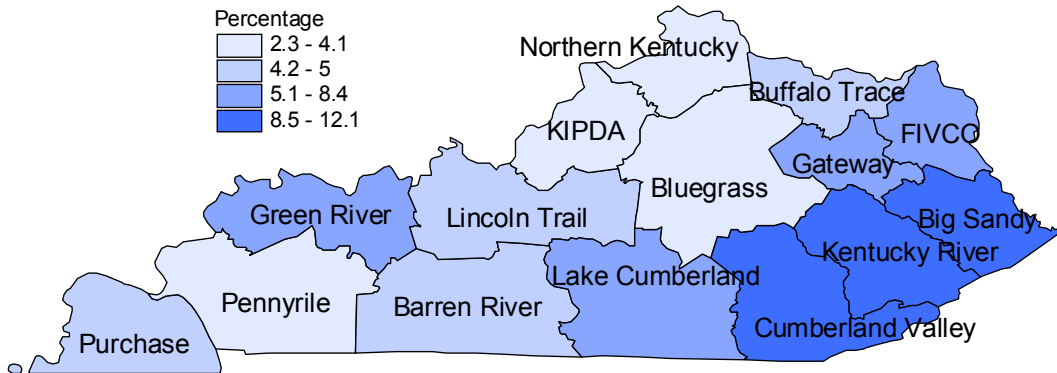 Percentage
2.3 - 4.1
4.2 - 5
5.1 - 8.4
8.5 - 12.1
Northern Kentucky
Buffalo Trace
KIPDA
FIVCO
Gateway
Bluegrass
Green River
Lincoln Trail
Big Sandy
Kentucky River
Lake Cumberland
Pennyrile
Barren River
Cumberland Valley
Purchase